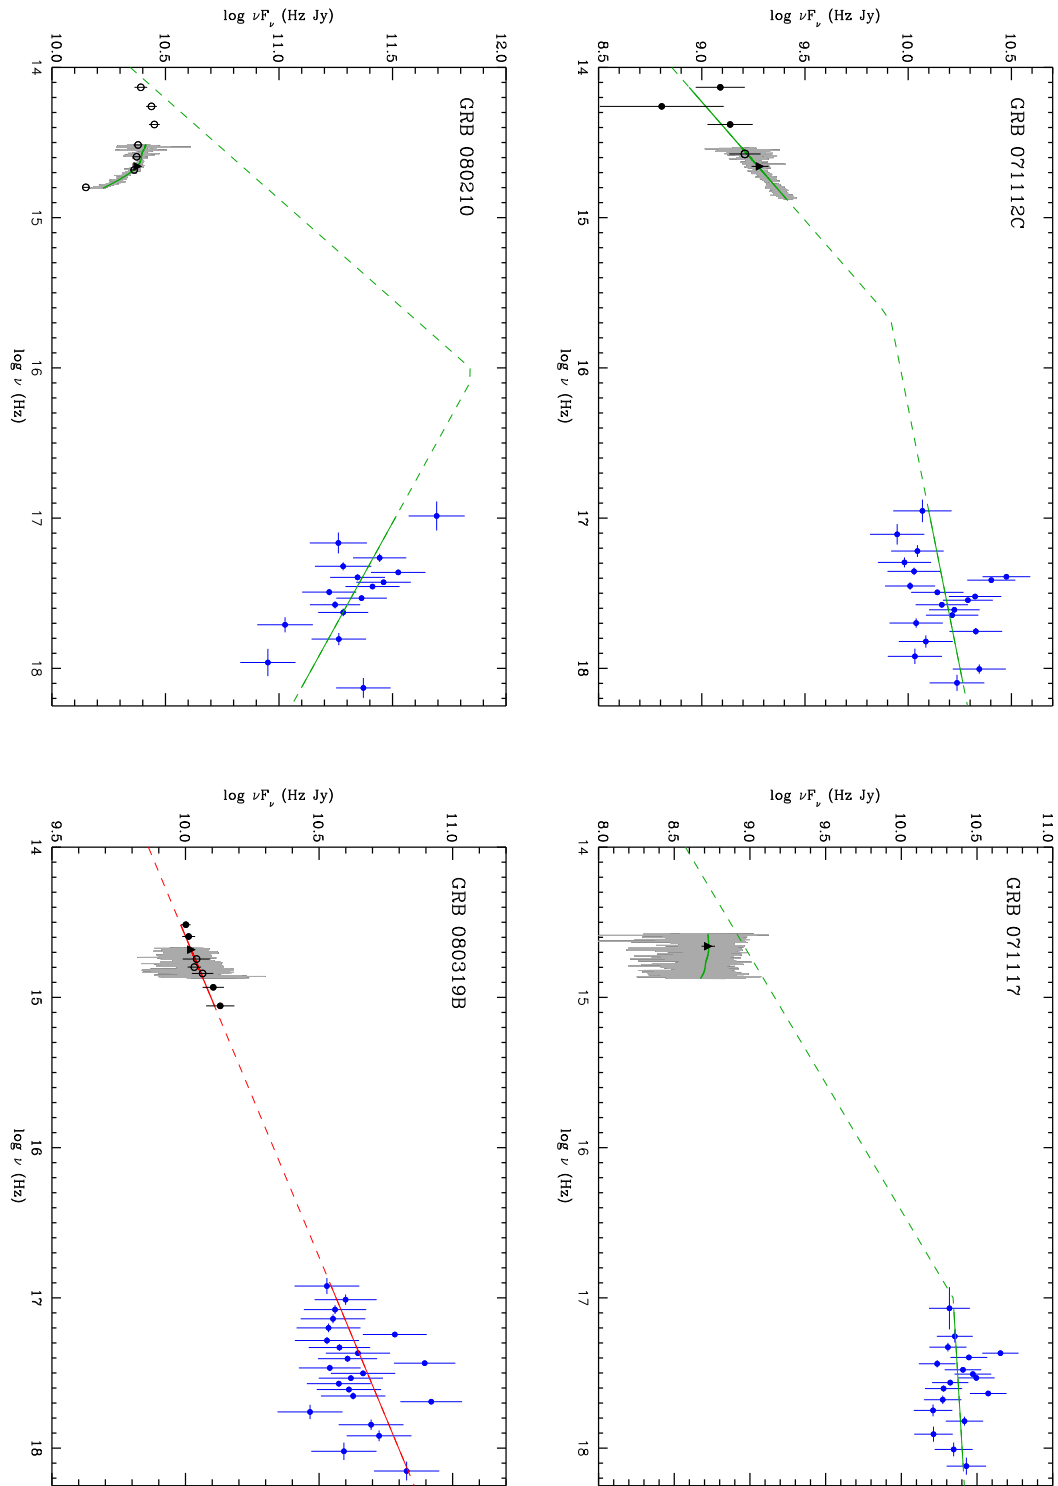 GRB 071112C
log νFν (Hz Jy)
8.5 9.0 9.5 10.0 10.5
14 15 16 17 18
log ν (Hz)
GRB 071117
log νFν (Hz Jy)
8.0 8.5 9.0 9.5 10.0 10.5 11.0
14 15 16 17 18
log ν (Hz)
GRB 080210
log νFν (Hz Jy)
10.0 10.5 11.0 11.5 12.0
14 15 16 17 18
log ν (Hz)
GRB 080319B
log νFν (Hz Jy)
9.5 10.0 10.5 11.0
14 15 16 17 18
log ν (Hz)